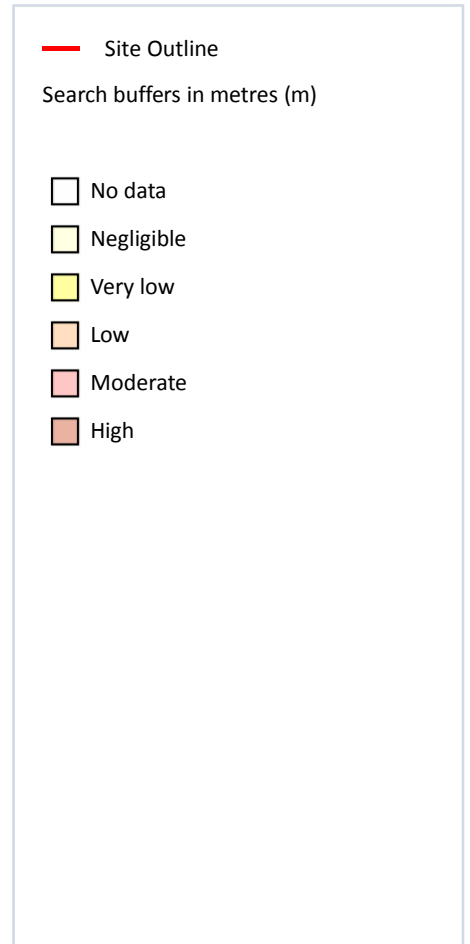 Site Outline
Search buffers in metres (m)
No data
Negligible
Very low
Low
Moderate
High